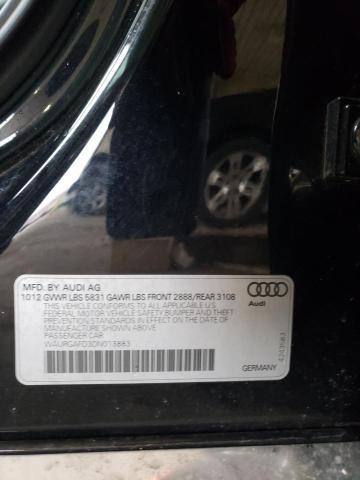 MFD. BY AUDI AG
1012 GVWR LBS 5831 GAWR LBS FRONT 2888/REAR 3108
THIS VEHICLE CONFORMS TO ALL APPLICABLE U.S.
FEDERAL MOTOR VEHICLE SAFETY BUMPER AND THEFT
PREVENTION STANDARDS IN EFFECT ON THE DATE OF
MANUFACTURE SHOWN ABOVE
PASSENGER CAR
WAURGAFD3DN013883
Audi
GERMANY